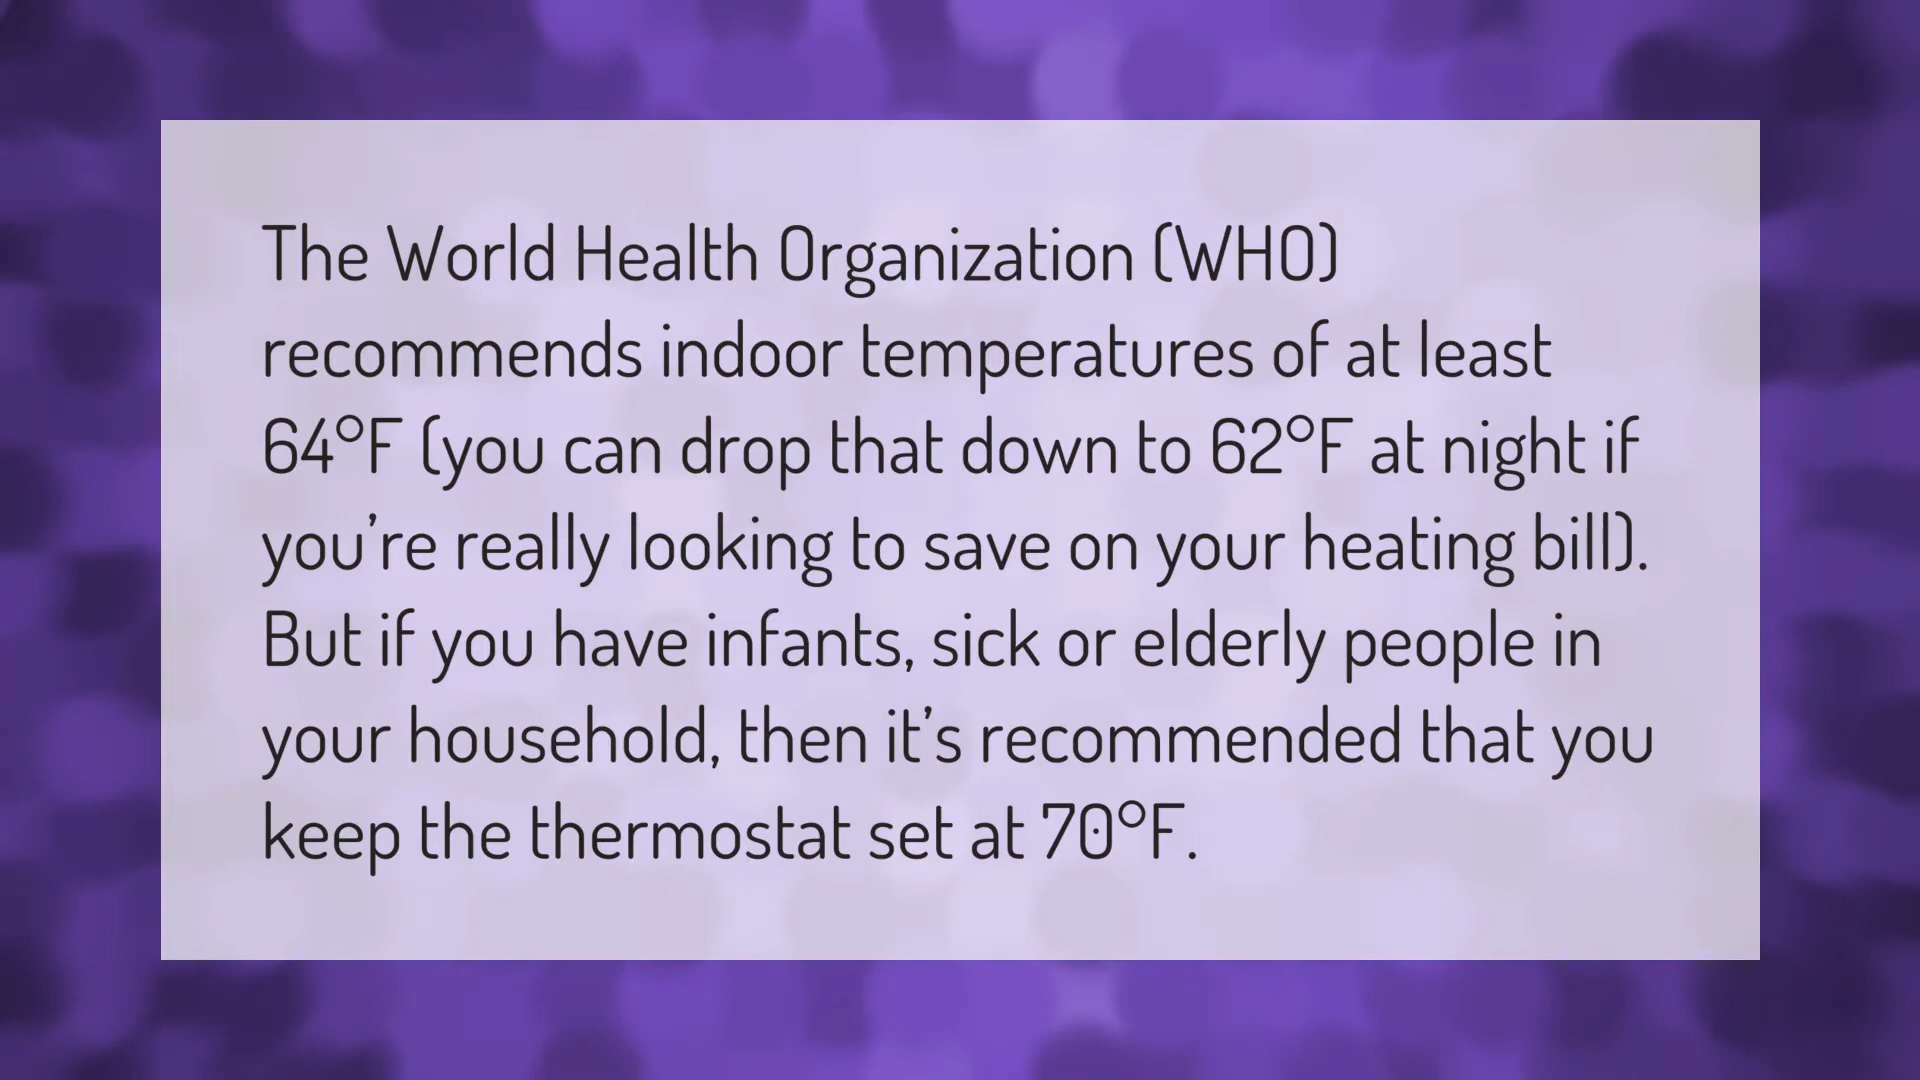 The World Health Organization (WHO)
recommends indoor temperatures of at least
64°F (you can drop that down to 62°F at night if
you're really looking to save on your heating bill).
But if you have infants, sick or elderly people in
your household, then it's recommended that you
keep the thermostat set at 70°F.